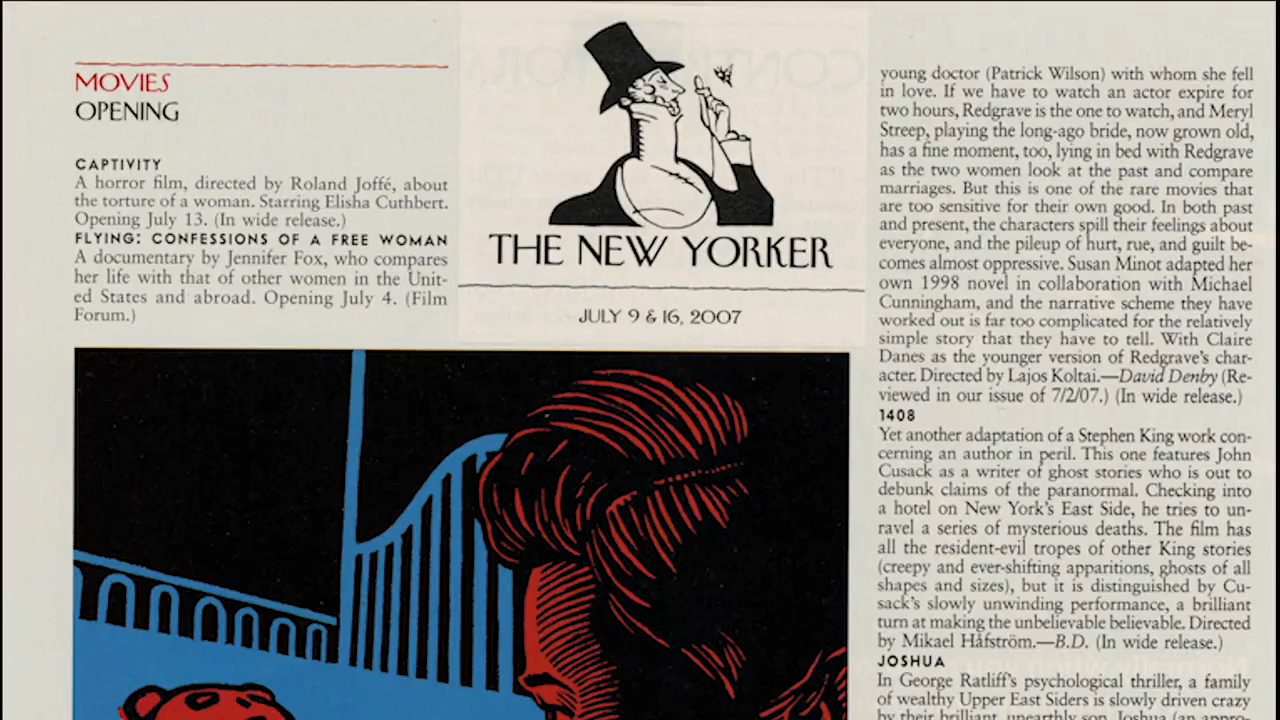 MOVIES
OPENING
CAPTIVITY
A horror film, directed by Roland Joffé, about
the torture of a woman. Starring Elisha Cuthbert.
Opening July 13. (In wide release.)
FLYING: CONFESSIONS OF A FREE WOMAN
A documentary by Jennifer Fox, who compares
her life with that of other women in the Unit-
ed States and abroad. Opening July 4. (Film
Forum.)
THE NEW YORKER
JULY 9 & 16, 2007
young doctor (Patrick Wilson) with whom she fell
in love. If we have to watch an actor expire for
two hours, Redgrave is the one to watch, and Meryl
Streep, playing the long-ago bride, now grown old,
has a fine moment, too, lying in bed with Redgrave
as the two women look at the past and compare
marriages. But this is one of the rare movies that
are too sensitive for their own good. In both past
and present, the characters spill their feelings about
everyone, and the pileup of hurt, rue, and guilt be-
comes almost oppressive. Susan Minot adapted her
own 1998 novel in collaboration with Michael
Cunningham, and the narrative scheme they have
worked out is far too complicated for the relatively
simple story that they have to tell. With Claire
Danes as the younger version of Redgrave's char-
acter. Directed by Lajos Koltai.—David Denby (Re-
viewed in our issue of 7/2/07.) (In wide release.)
1408
Yet another adaptation of a Stephen King work con-
cerning an author in peril. This one features John
Cusack as a writer of ghost stories who is out to
debunk claims of the paranormal. Checking into
a hotel on New York's East Side, he tries to un-
ravel a series of mysterious deaths. The film has
all the resident-evil tropes of other King stories
(creepy and ever-shifting apparitions, ghosts of all
shapes and sizes), but it is distinguished by Cu-
sack's slowly unwinding performance, a brilliant
turn at making the unbelievable believable. Directed
by Mikael Håfström.—B.D. (In wide release.)
JOSHUA
In George Ratliff's psychological thriller, a family
of wealthy Upper East Siders is slowly driven crazy
by their brilliant, unearthly son, Joshua (an appro-